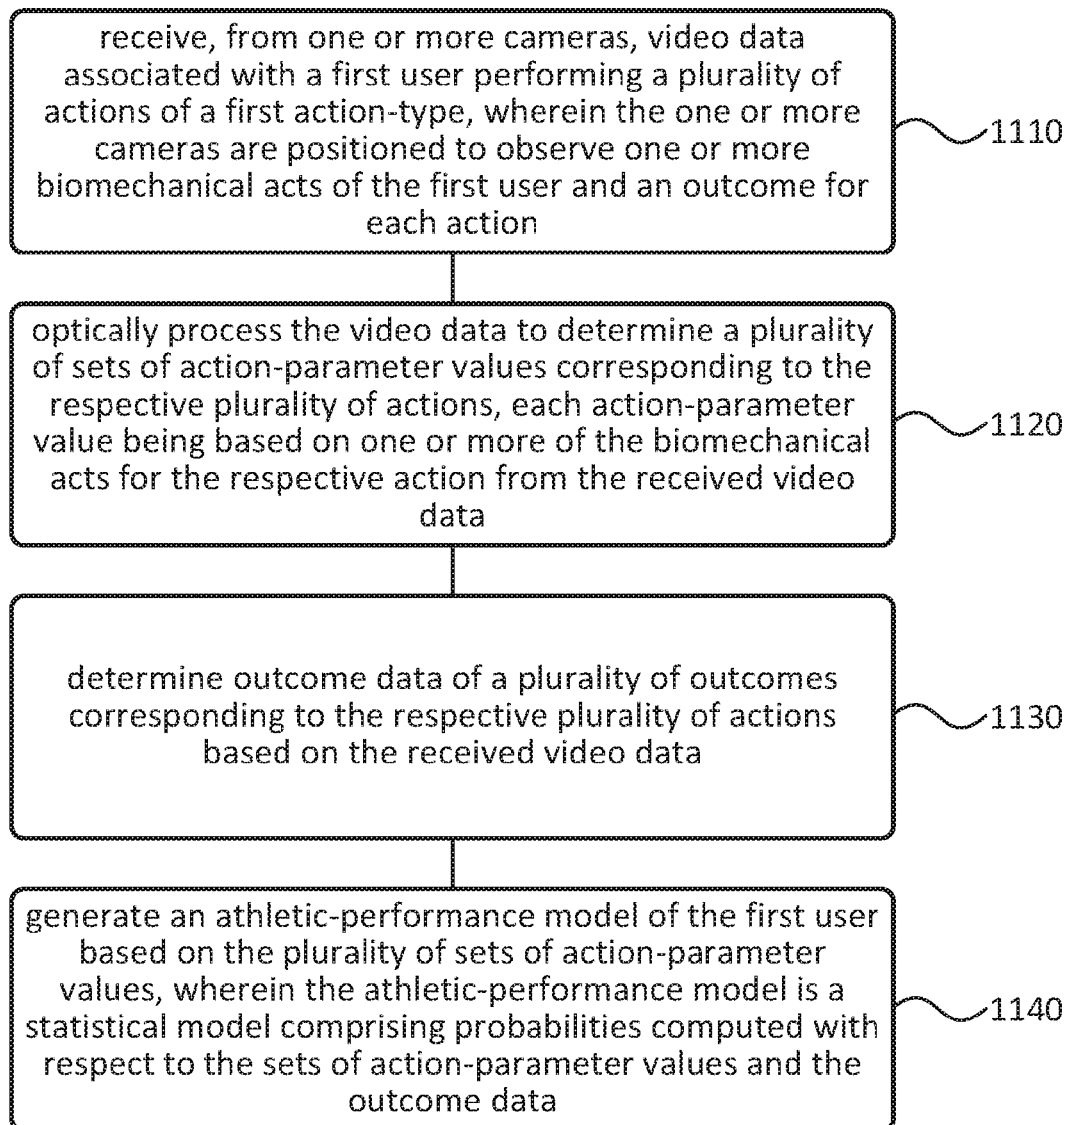 receive, from one or more cameras, video data
associated with a first user performing a plurality of
actions of a first action-type, wherein the one or more
cameras are positioned to observe one or more
biomechanical acts of the first user and an outcome for
each action
1110
optically process the video data to determine a plurality
of sets of action-parameter values corresponding to the
respective plurality of actions, each action-parameter
value being based on one or more of the biomechanical
acts for the respective action from the received video
data
1120
determine outcome data of a plurality of outcomes
corresponding to the respective plurality of actions
based on the received video data
1130
generate an athletic-performance model of the first user
based on the plurality of sets of action-parameter
values, wherein the athletic-performance model is a
statistical model comprising probabilities computed with
respect to the sets of action-parameter values and the
outcome data
1140